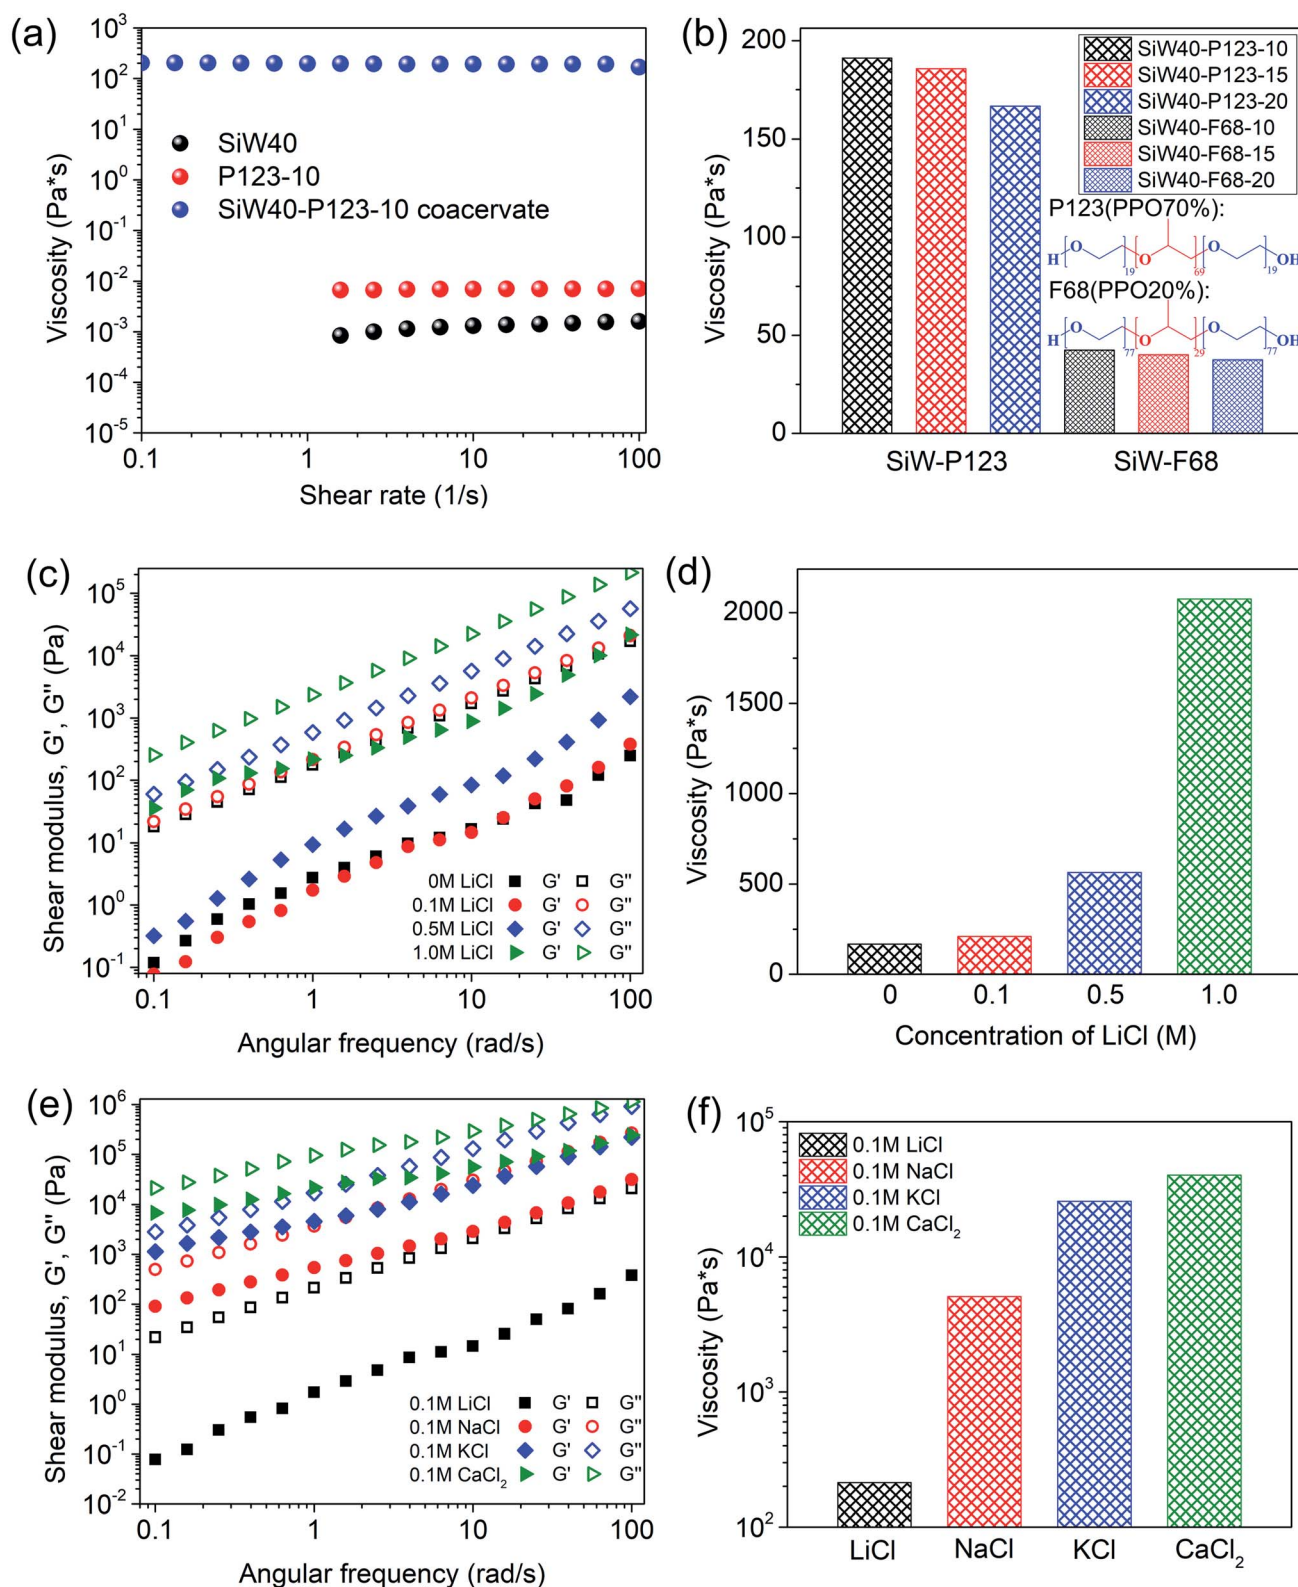 (a)
10³
10²
10¹
10⁰
10⁻¹
10⁻²
10⁻³
10⁻⁴
10⁻⁵
Viscosity (Pa*s)
SiW40
P123-10
SiW40-P123-10 coacervate
0.1 1 10 100
Shear rate (1/s)
(b)
200
150
100
50
0
Viscosity (Pa*s)
SiW40-P123-10
SiW40-P123-15
SiW40-P123-20
SiW40-F68-10
SiW40-F68-15
SiW40-F68-20
P123(PPO70%):
H O 19 O 69 O 19 OH
F68(PPO20%):
H O 77 O 29 O 77 OH
SiW-P123 SiW-F68
(c)
10⁵
10⁴
10³
10²
10¹
10⁰
10⁻¹
Shear modulus, G', G" (Pa)
0M LiCl G' G"
0.1M LiCl G' G"
0.5M LiCl G' G"
1.0M LiCl G' G"
0.1 1 10 100
Angular frequency (rad/s)
(d)
2000
1500
1000
500
0
Viscosity (Pa*s)
0 0.1 0.5 1.0
Concentration of LiCl (M)
(e)
10⁶
10⁵
10⁴
10³
10²
10¹
10⁰
10⁻¹
10⁻²
Shear modulus, G', G" (Pa)
0.1M LiCl G' G"
0.1M NaCl G' G"
0.1M KCl G' G"
0.1M CaCl₂ G' G"
0.1 1 10 100
Angular frequency (rad/s)
(f)
10⁵
10⁴
10³
10²
Viscosity (Pa*s)
0.1M LiCl
0.1M NaCl
0.1M KCl
0.1M CaCl₂
LiCl NaCl KCl CaCl₂